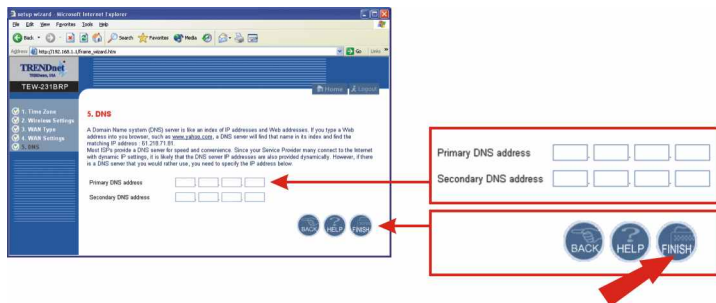 setup wizard - Microsoft Internet Explorer
File Edit View Favorites Tools Help
Back Search Favorites Media
Address http://192.168.1.1/frame_wizard.htm Go Links
TRENDnet
TRENDware, USA
TEW-231BRP
Home Logout
1. Time Zone
2. Wireless Settings
3. WAN Type
4. WAN Settings
5. DNS
5. DNS
A Domain Name system (DNS) server is like an index of IP addresses and Web addresses. If you type a Web
address into you browser, such as www.yahoo.com, a DNS server will find that name in its index and find the
matching IP address : 61.218.71.81.
Most ISPs provide a DNS server for speed and convenience. Since your Service Provider many connect to the Internet
with dynamic IP settings, it is likely that the DNS server IP addresses are also provided dynamically. However, if there
is a DNS server that you would rather use, you need to specify the IP address below.
Primary DNS address
Secondary DNS address
BACK HELP FINISH
Primary DNS address
Secondary DNS address
BACK HELP FINISH